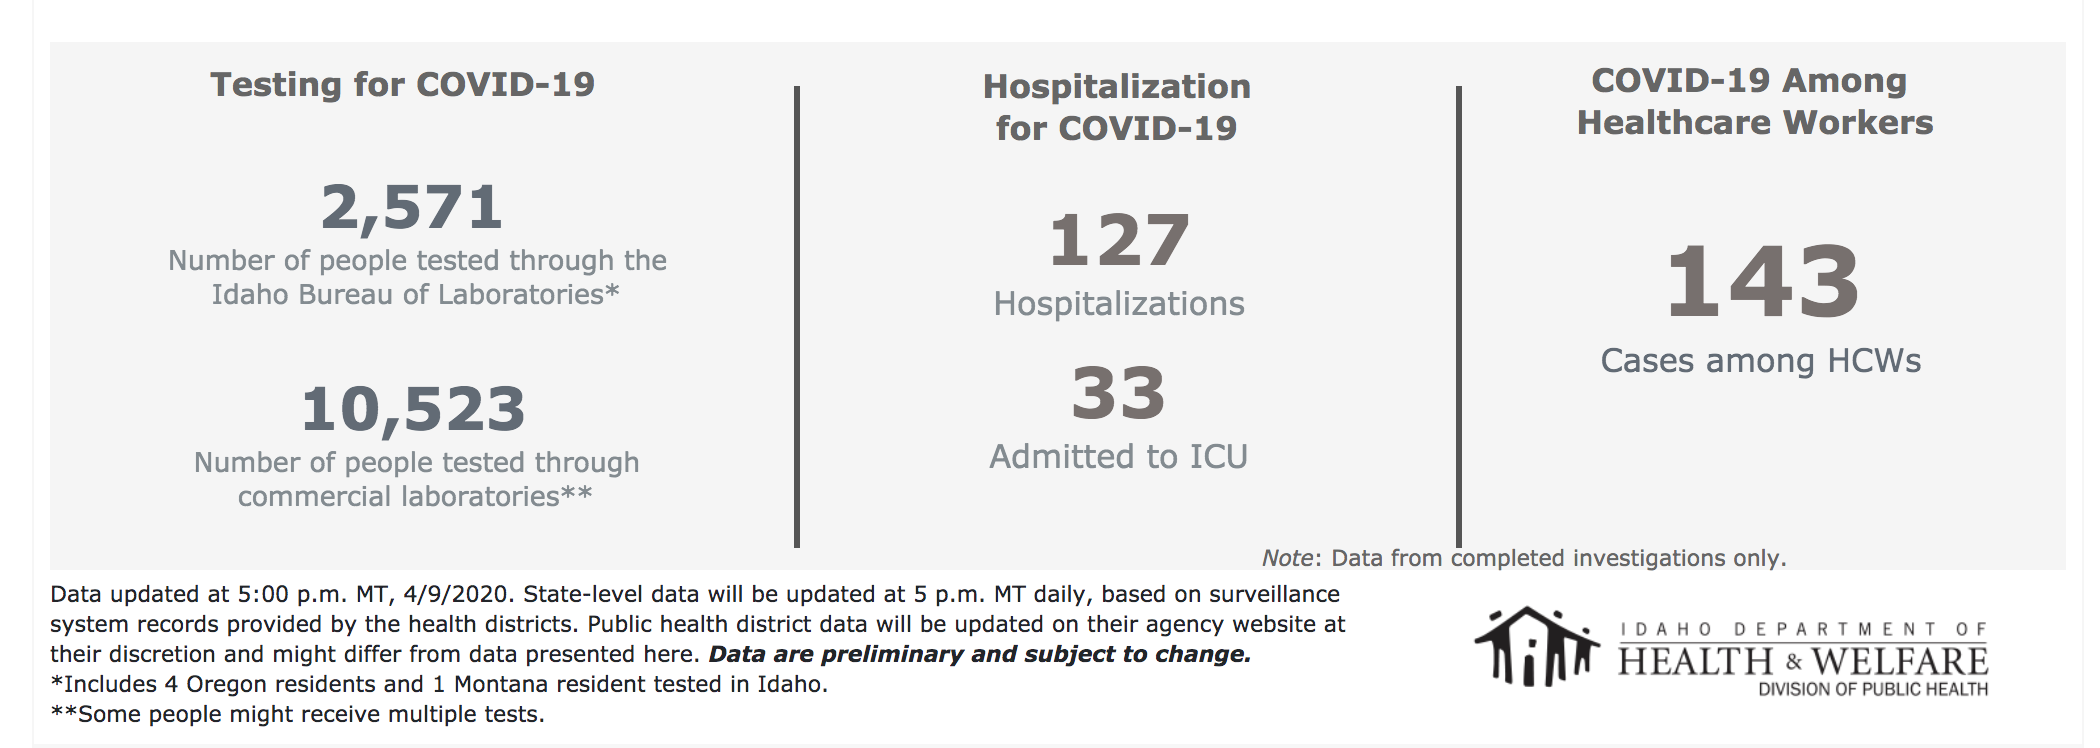 Testing for COVID-19
2,571
Number of people tested through the
Idaho Bureau of Laboratories*
10,523
Number of people tested through
commercial laboratories**
Hospitalization
for COVID-19
127
Hospitalizations
33
Admitted to ICU
COVID-19 Among
Healthcare Workers
143
Cases among HCWs
Note: Data from completed investigations only.
Data updated at 5:00 p.m. MT, 4/9/2020. State-level data will be updated at 5 p.m. MT daily, based on surveillance
system records provided by the health districts. Public health district data will be updated on their agency website at
their discretion and might differ from data presented here. Data are preliminary and subject to change.
*Includes 4 Oregon residents and 1 Montana resident tested in Idaho.
**Some people might receive multiple tests.
IDAHO DEPARTMENT OF
HEALTH & WELFARE
DIVISION OF PUBLIC HEALTH